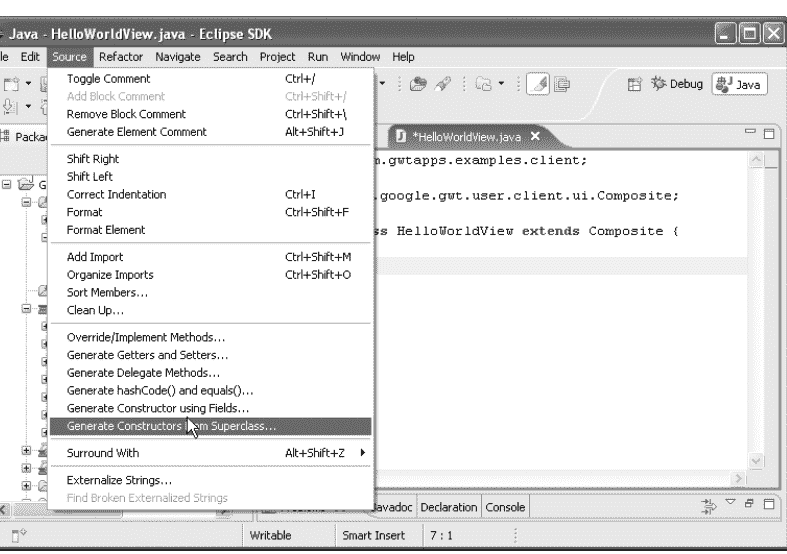 Java - HelloWorldView.java - Eclipse SDK
le Edit Source Refactor Navigate Search Project Run Window Help
Debug Java
Packa
*HelloWorldView.java
G
Toggle Comment Ctrl+/
Add Block Comment Ctrl+Shift+/
Remove Block Comment Ctrl+Shift+\
Generate Element Comment Alt+Shift+J
Shift Right
Shift Left
Correct Indentation Ctrl+I
Format Ctrl+Shift+F
Format Element
Add Import Ctrl+Shift+M
Organize Imports Ctrl+Shift+O
Sort Members...
Clean Up...
Override/Implement Methods...
Generate Getters and Setters...
Generate Delegate Methods...
Generate hashCode() and equals()...
Generate Constructor using Fields...
Generate Constructors from Superclass...
Surround With Alt+Shift+Z
Externalize Strings...
Find Broken Externalized Strings
m.gwtapps.examples.client;
.google.gwt.user.client.ui.Composite;
ss HelloWorldView extends Composite {
avadoc Declaration Console
Writable Smart Insert 7 : 1